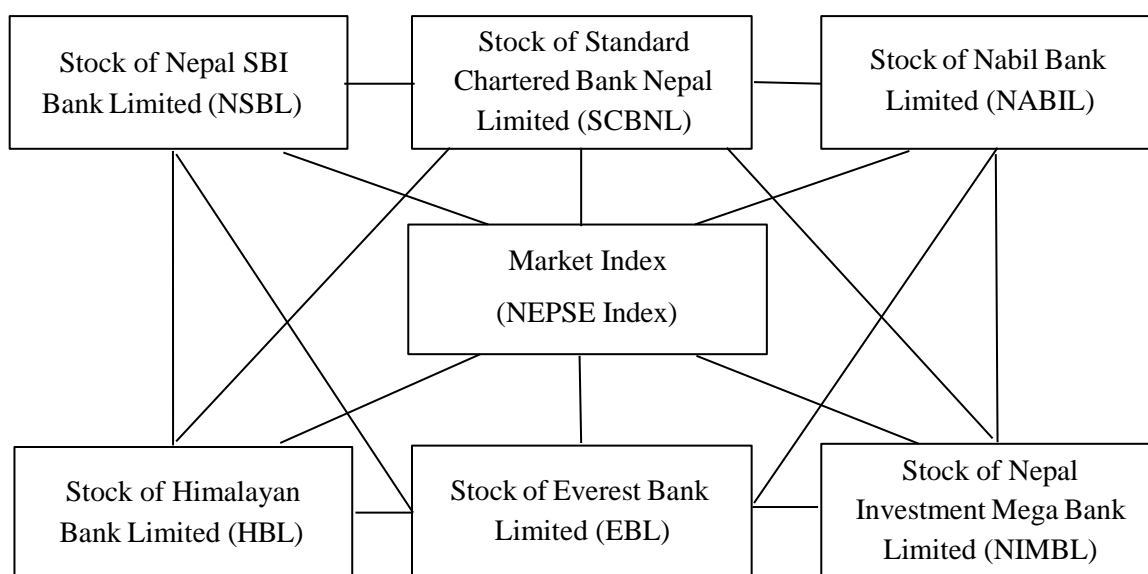 Stock of Nepal SBI
Bank Limited (NSBL)
Stock of Standard
Chartered Bank Nepal
Limited (SCBNL)
Stock of Nabil Bank
Limited (NABIL)
Market Index
(NEPSE Index)
Stock of Himalayan
Bank Limited (HBL)
Stock of Everest Bank
Limited (EBL)
Stock of Nepal
Investment Mega Bank
Limited (NIMBL)